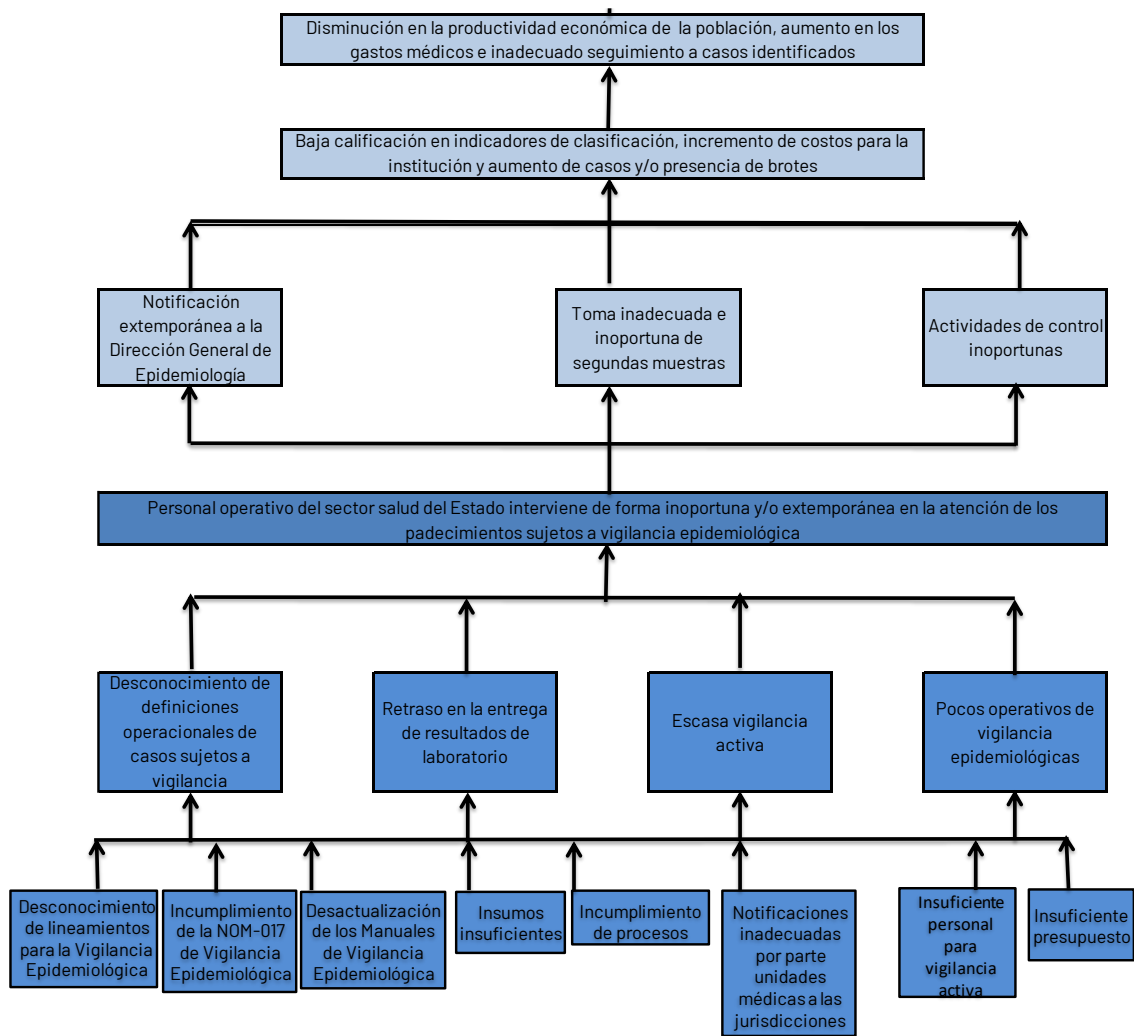 Disminución en la productividad económica de la población, aumento en los
gastos médicos e inadecuado seguimiento a casos identificados
Baja calificación en indicadores de clasificación, incremento de costos para la
institución y aumento de casos y/o presencia de brotes
Notificación
extemporánea a la
Dirección General de
Epidemiología
Toma inadecuada e
inoportuna de
segundas muestras
Actividades de control
inoportunas
Personal operativo del sector salud del Estado interviene de forma inoportuna y/o extemporánea en la atención de los
padecimientos sujetos a vigilancia epidemiológica
Desconocimiento de
definiciones
operacionales de
casos sujetos a
vigilancia
Retraso en la entrega
de resultados de
laboratorio
Escasa vigilancia
activa
Pocos operativos de
vigilancia
epidemiológicas
Desconocimiento
de lineamientos
para la Vigilancia
Epidemiológica
Incumplimiento
de la NOM-017
de Vigilancia
Epidemiológica
Desactualización
de los Manuales
de Vigilancia
Epidemiológica
Insumos
insuficientes
Incumplimiento
de procesos
Notificaciones
inadecuadas
por parte
unidades
médicas a las
jurisdicciones
Insuficiente
personal
para
vigilancia
activa
Insuficiente
presupuesto